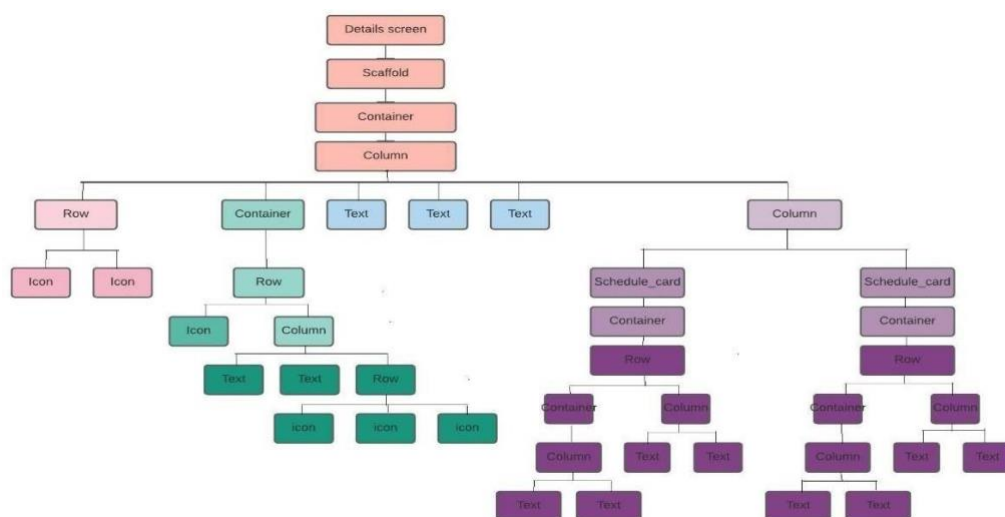 Details screen
Scaffold
Container
Column
Row Container Text Text Text Column
Icon Icon Row Schedule_card Schedule_card
Icon Column Container Container
Text Text Row Row Row
icon icon icon Container Column Container Column
Column Text Text Column Text Text
Text Text Text Text